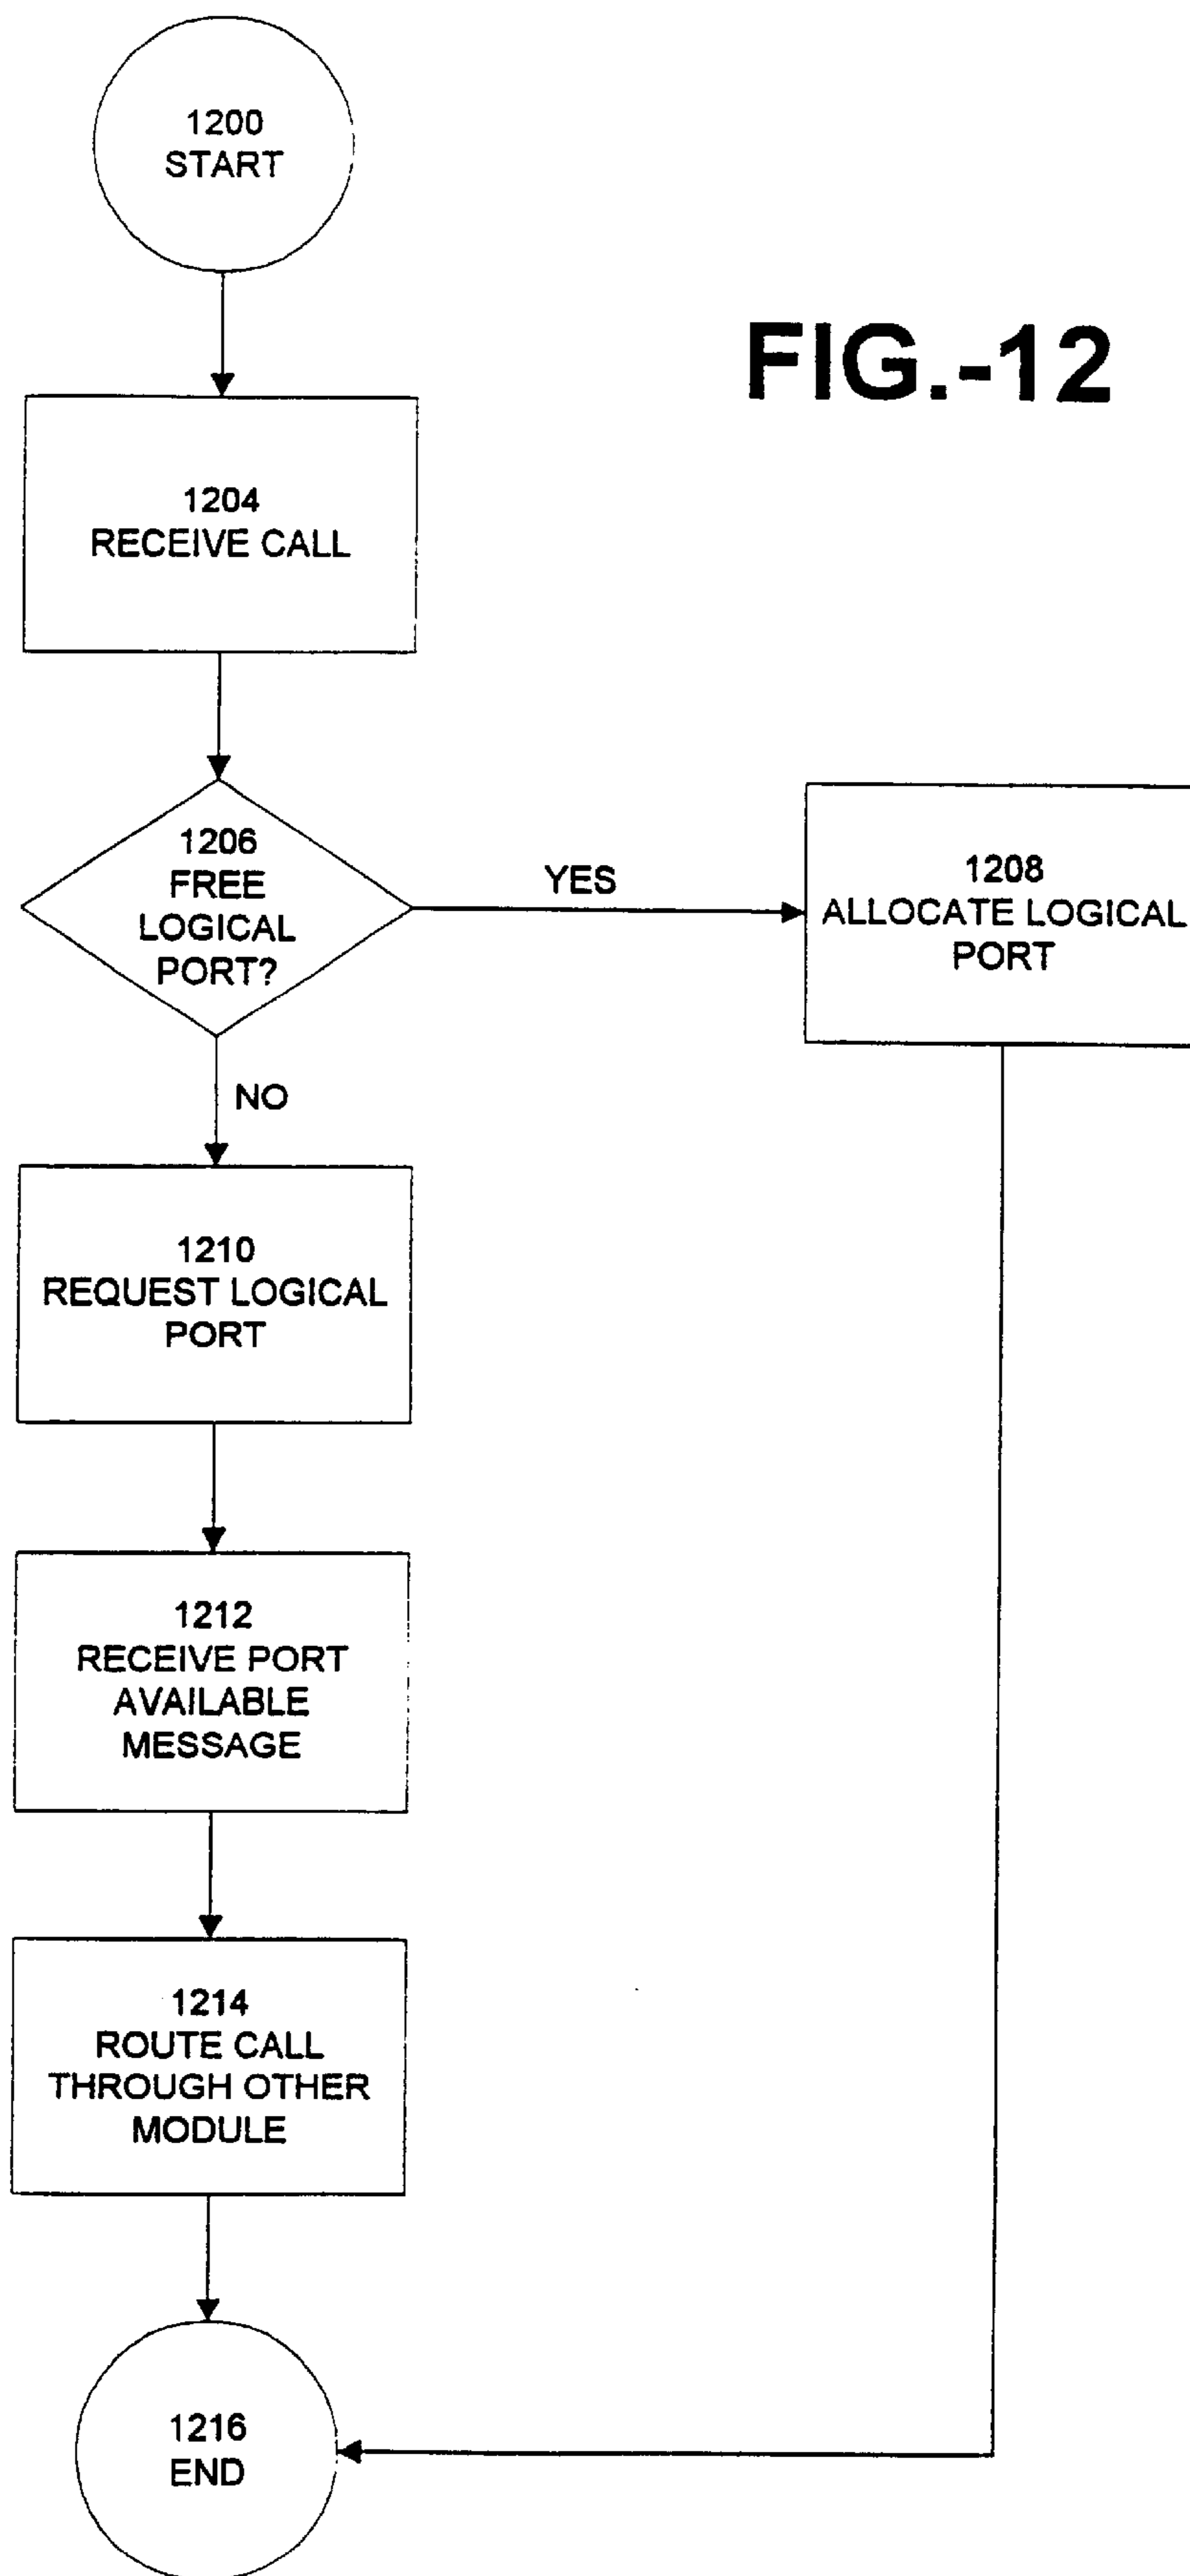 1200
START
FIG.-12
1204
RECEIVE CALL
1206
FREE
LOGICAL
PORT?
YES
1208
ALLOCATE LOGICAL
PORT
NO
1210
REQUEST LOGICAL
PORT
1212
RECEIVE PORT
AVAILABLE
MESSAGE
1214
ROUTE CALL
THROUGH OTHER
MODULE
1216
END